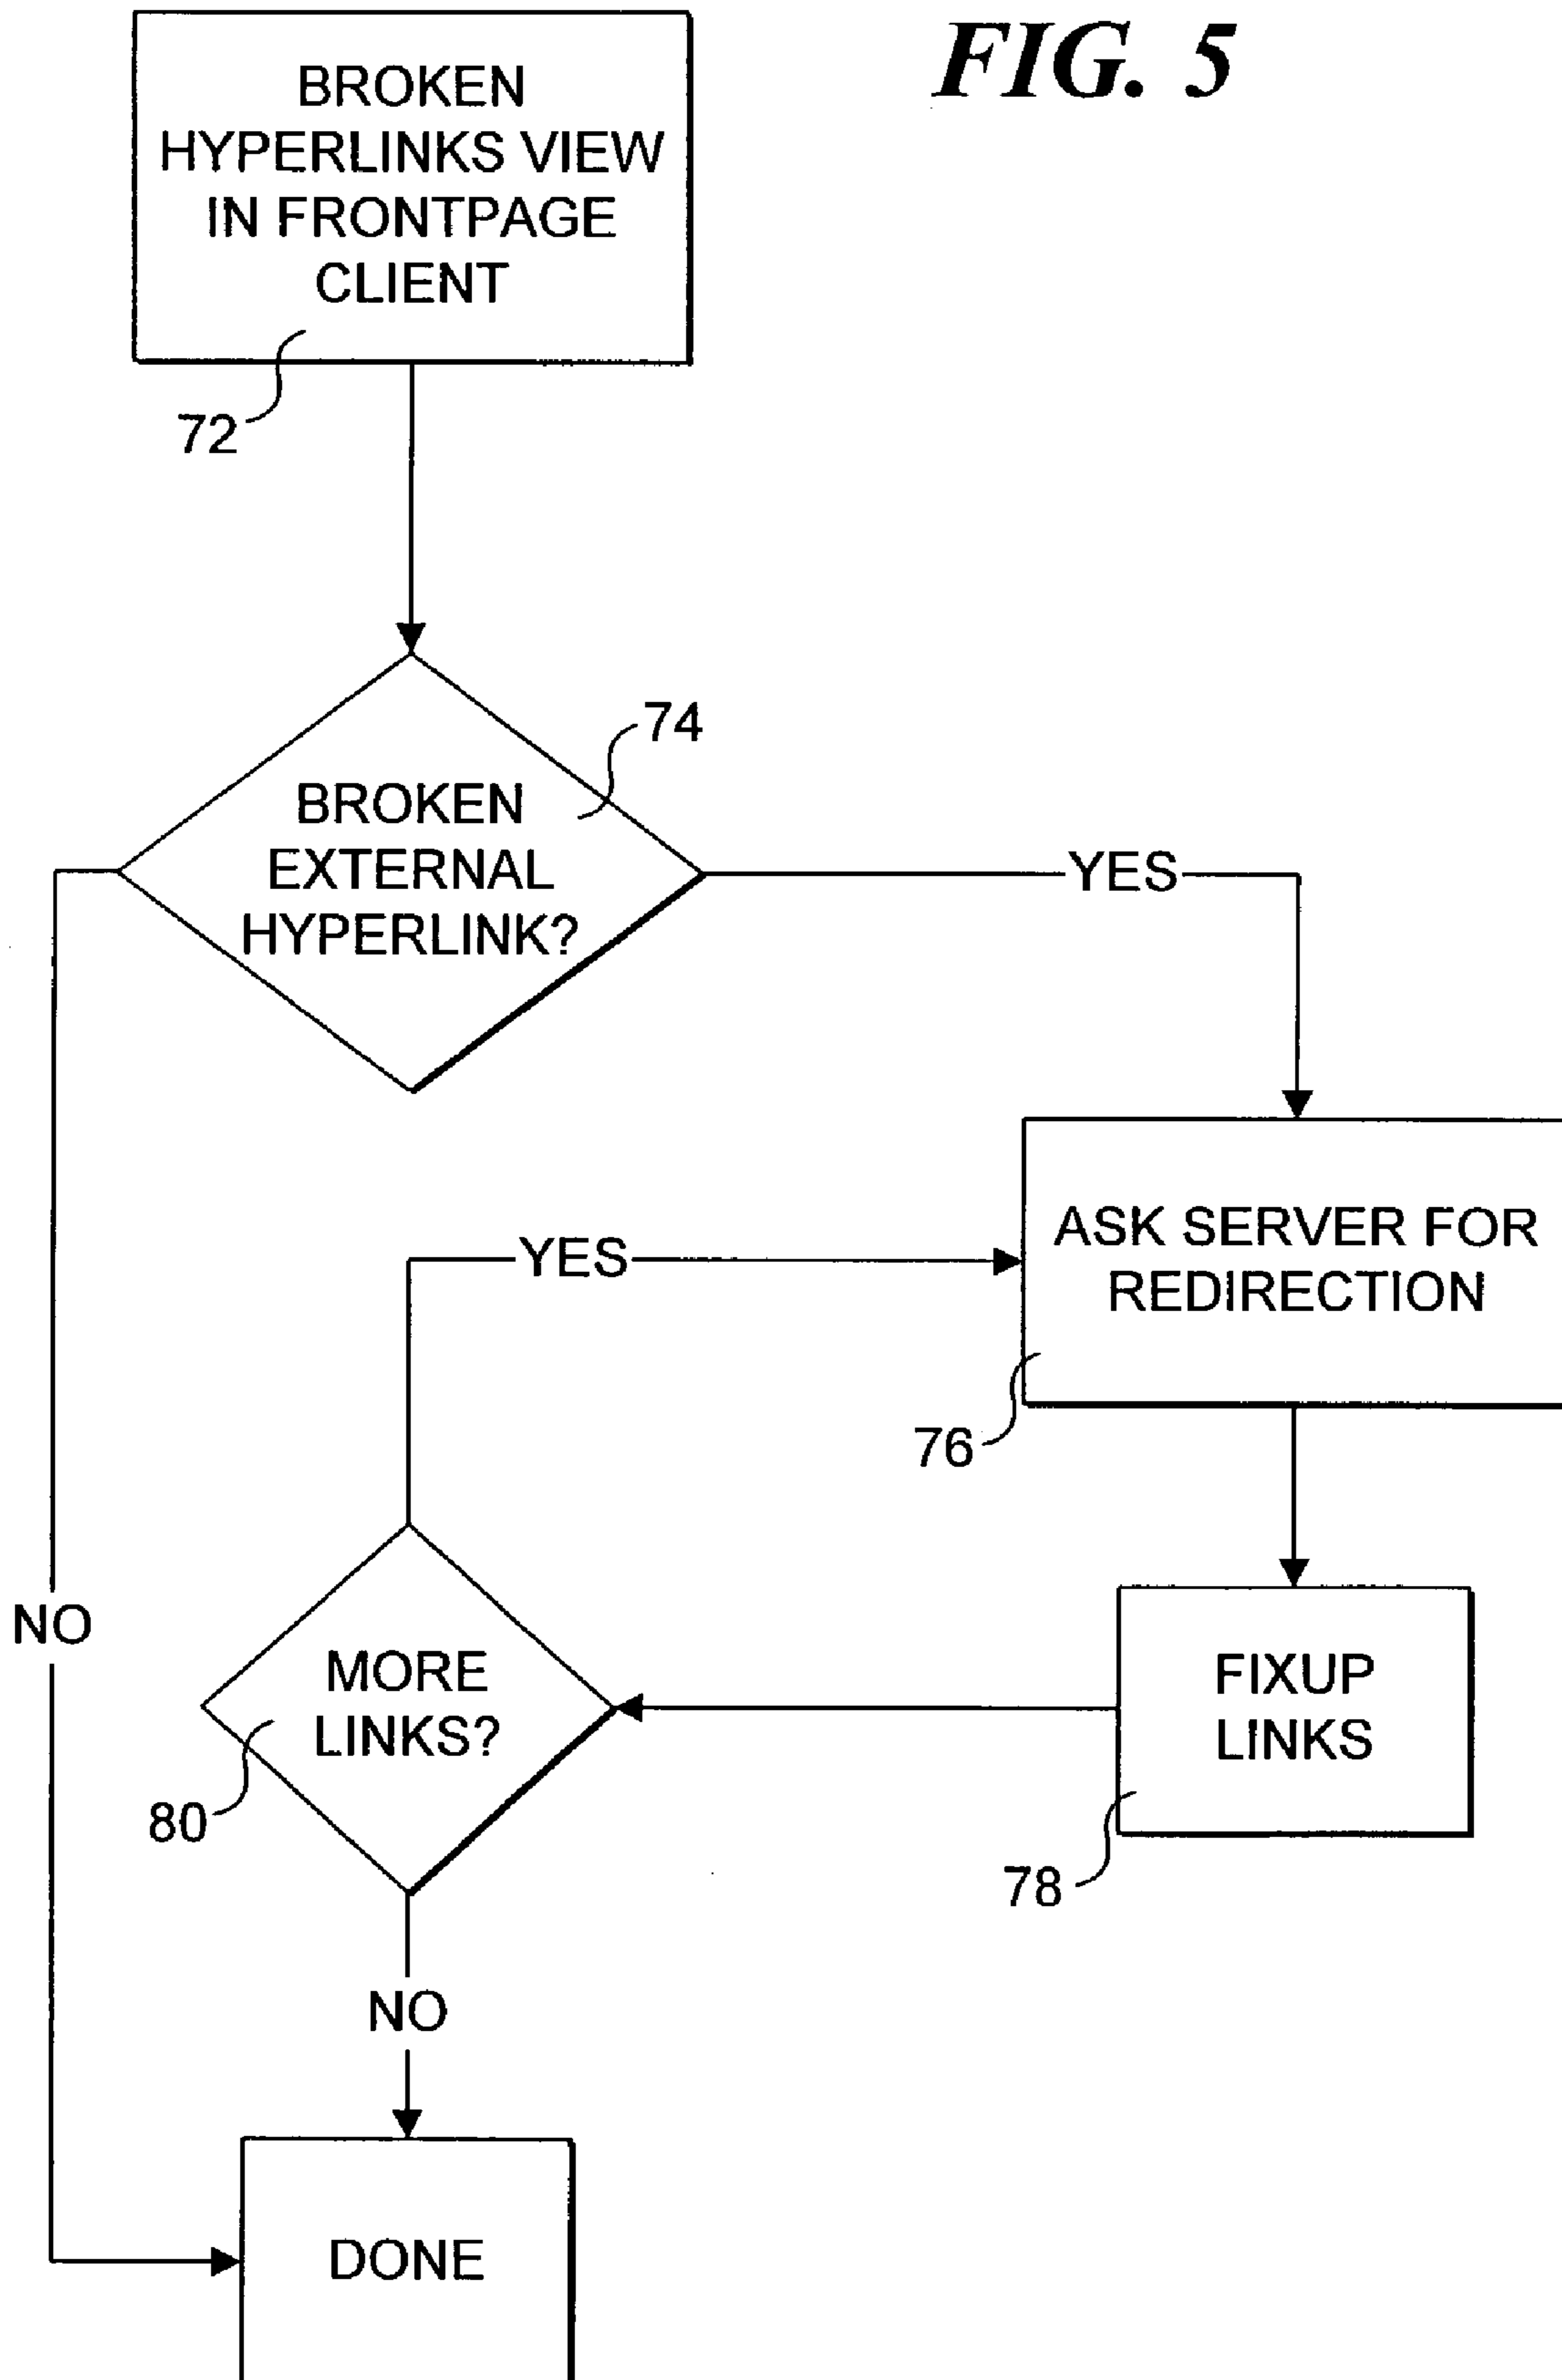 FIG. 5
BROKEN
HYPERLINKS VIEW
IN FRONTPAGE
CLIENT
72
74
BROKEN
EXTERNAL
HYPERLINK?
YES
ASK SERVER FOR
REDIRECTION
YES
76
NO
MORE
LINKS?
FIXUP
LINKS
80
78
NO
DONE